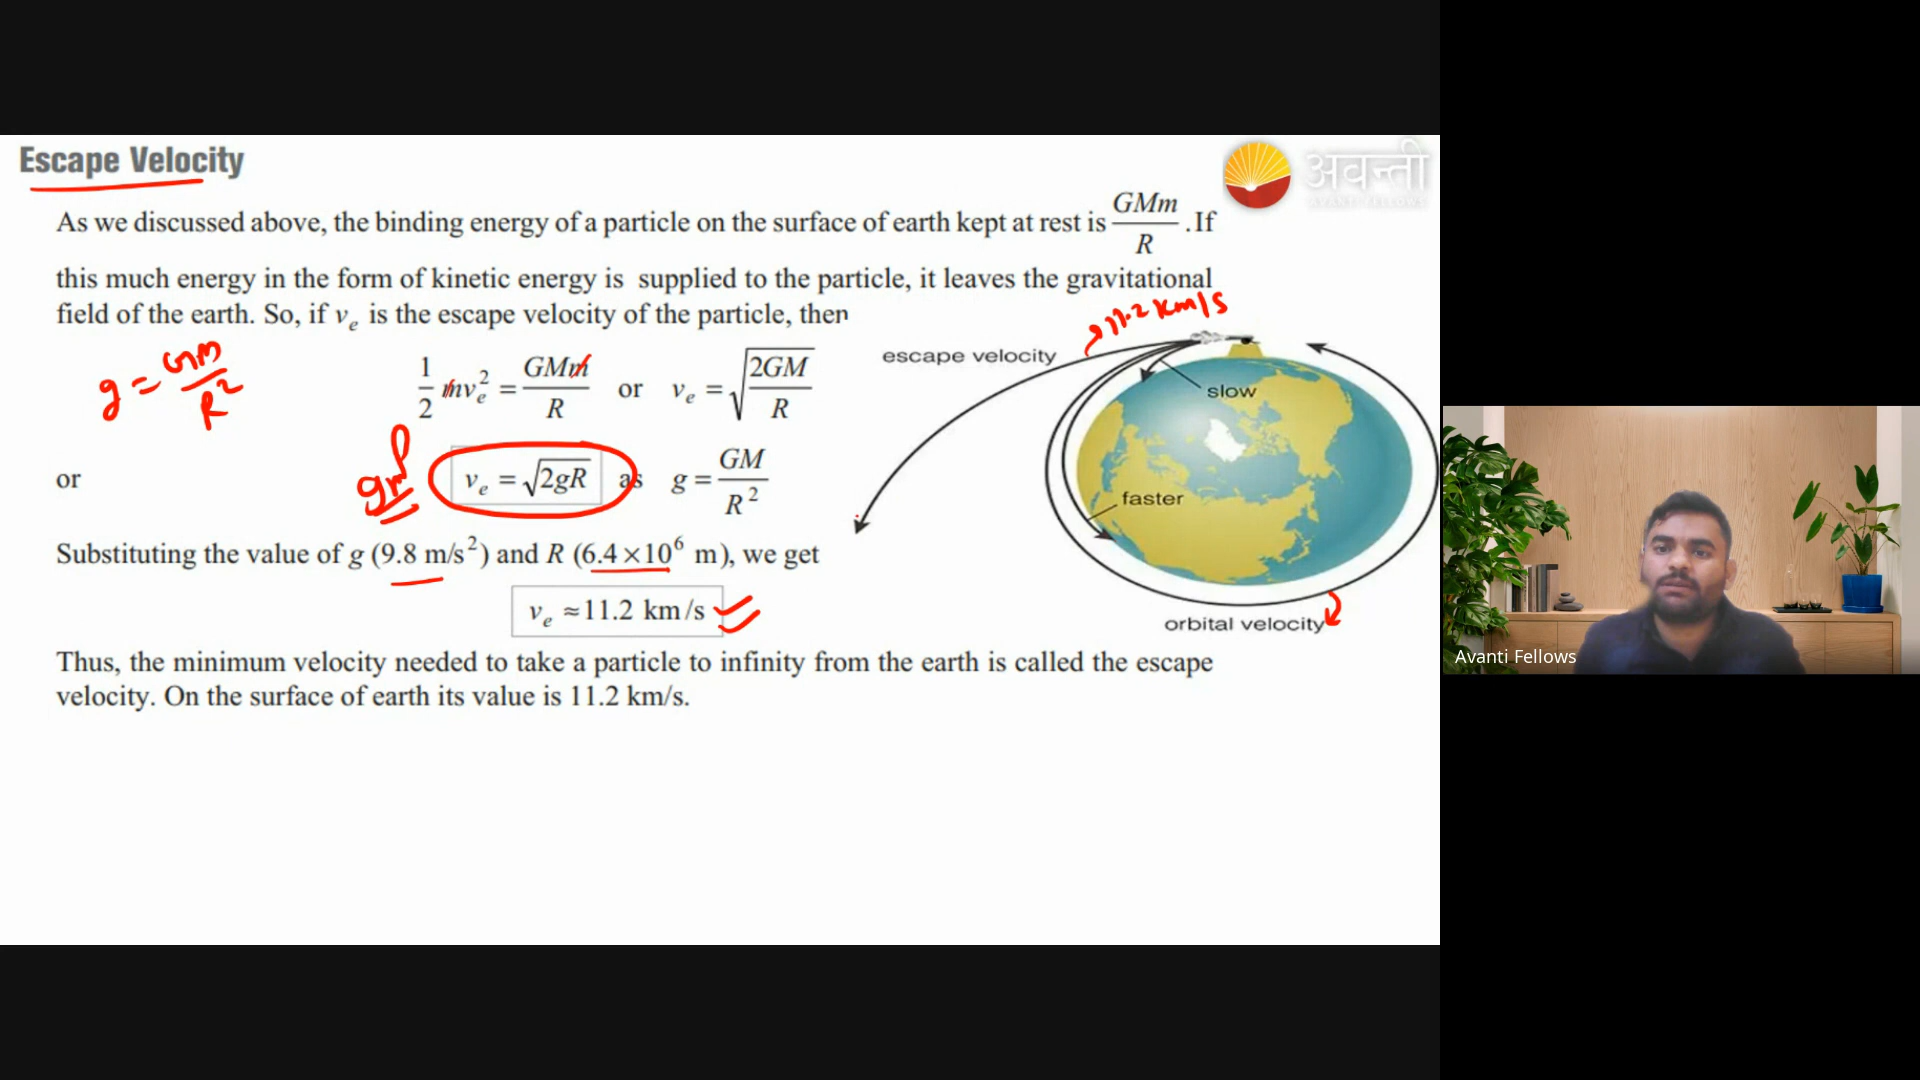 Escape Velocity
अवन्ती
AVANTI FELLOWS
As we discussed above, the binding energy of a particle on the surface of earth kept at rest is GMm/R . If
this much energy in the form of kinetic energy is supplied to the particle, it leaves the gravitational
field of the earth. So, if vₑ is the escape velocity of the particle, then
11.2 km/s
g = GM/R²
1/2 mvₑ² = GMm/R or vₑ = √(2GM/R)
escape velocity
slow
or vₑ = √2gR as g = GM/R²
faster
Substituting the value of g (9.8 m/s²) and R (6.4 × 10⁶ m), we get
vₑ ≈ 11.2 km/s
orbital velocity
Thus, the minimum velocity needed to take a particle to infinity from the earth is called the escape
velocity. On the surface of earth its value is 11.2 km/s.
Avanti Fellows